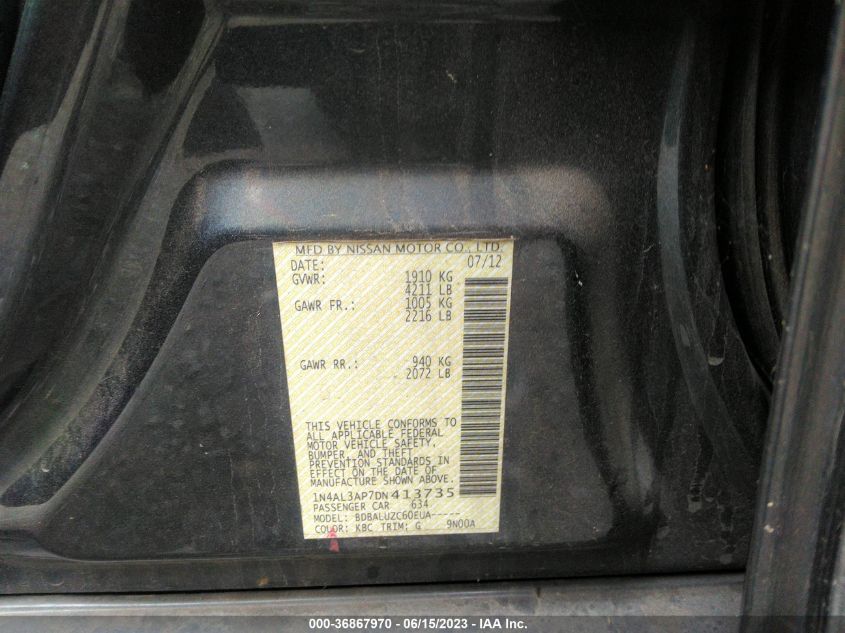 MFD BY NISSAN MOTOR CO., LTD.
DATE: 07/12
GVWR: 1910 KG
4211 LB
GAWR FR.: 1005 KG
2216 LB
GAWR RR.: 940 KG
2072 LB
THIS VEHICLE CONFORMS TO
ALL APPLICABLE FEDERAL
MOTOR VEHICLE SAFETY,
BUMPER, AND THEFT
PREVENTION STANDARDS IN
EFFECT ON THE DATE OF
MANUFACTURE SHOWN ABOVE.
1N4AL3AP7DN413735
PASSENGER CAR 634
MODEL: BDBALUZC60EUA-----
COLOR: KBC TRIM: G 9N00A
000-36867970 - 06/15/2023 - IAA Inc.